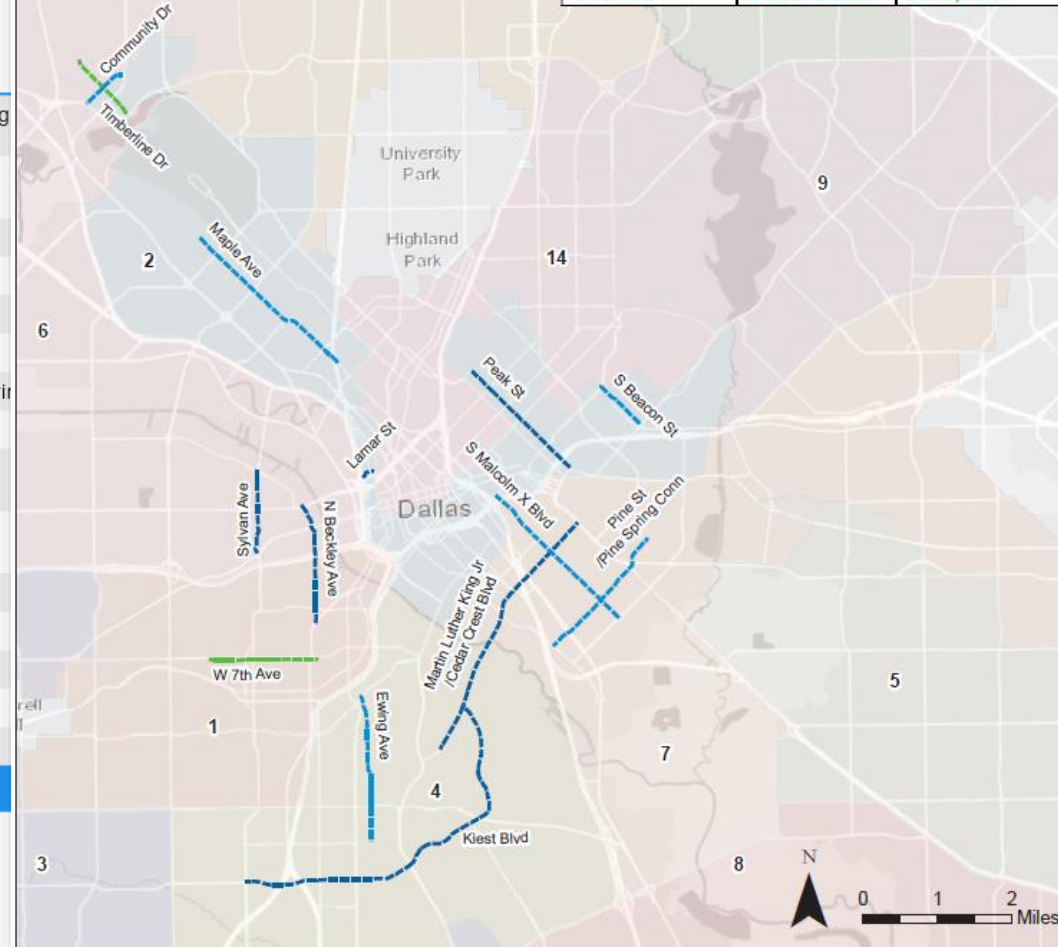 Community Dr
Timberline Dr
University
Park
9
Highland
Park
14
2
Maple Ave
6
Peak St
S Beacon St
Lamar St
S Malcolm X Blvd
Dallas
Pine St
/Pine Spring Conn
Sylvan Ave
N Beckley Ave
Martin Luther King Jr
/Cedar Crest Blvd
W 7th Ave
5
Ewing Ave
1
7
4
Kiest Blvd
3
8
N
0 1 2
Miles